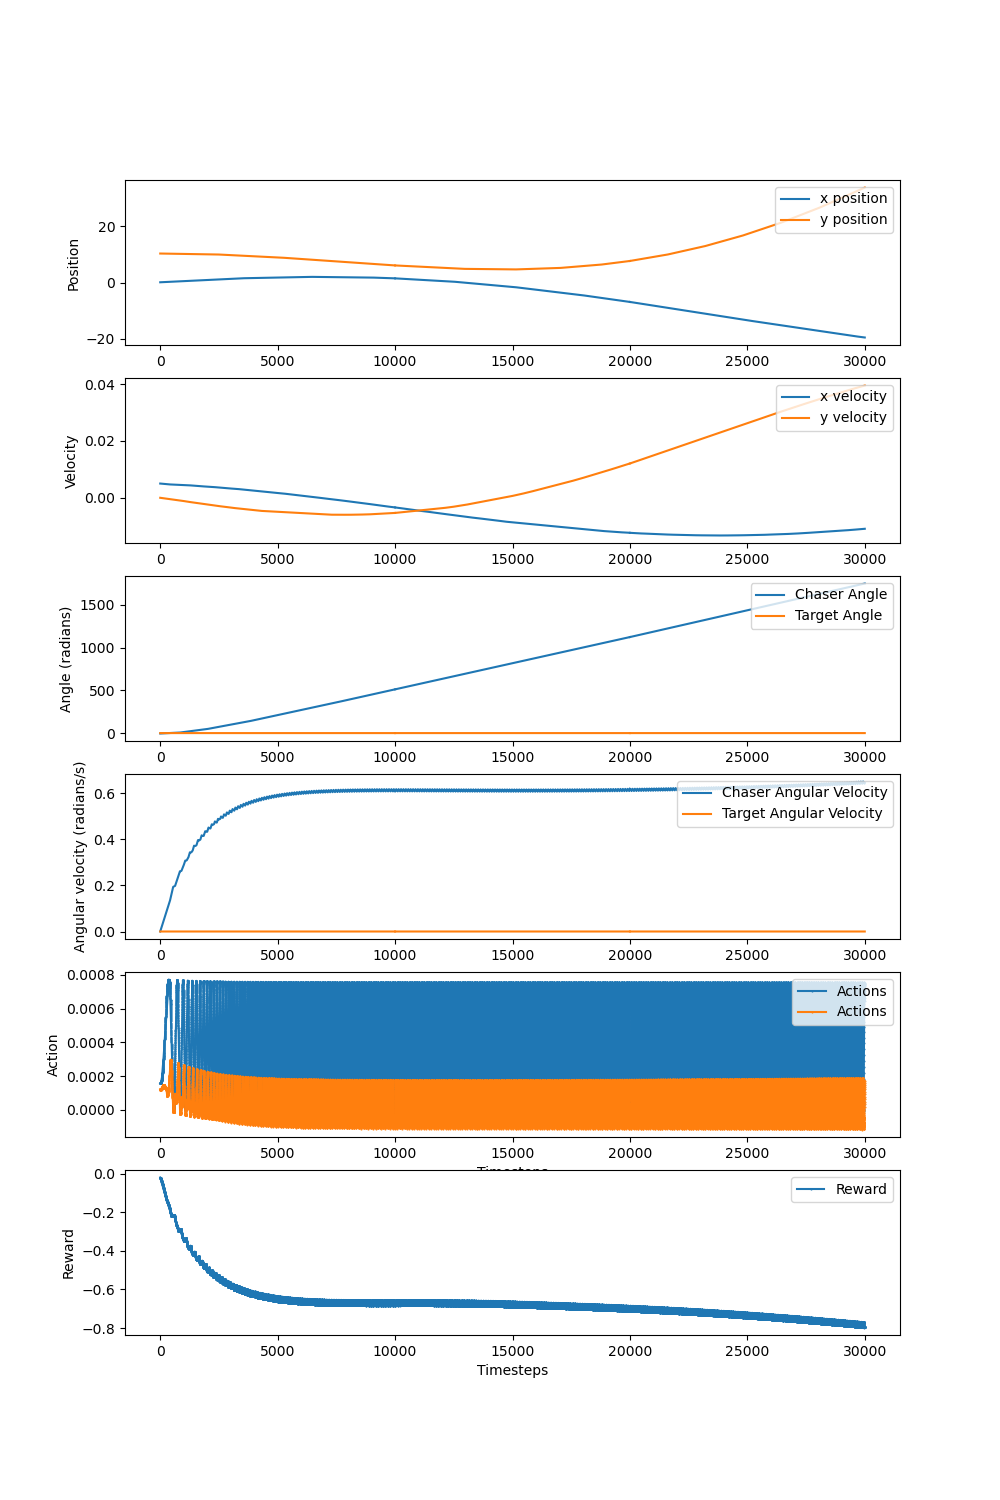 x position
y position
Position
20
0
−20
0 5000 10000 15000 20000 25000 30000
x velocity
y velocity
Velocity
0.04
0.02
0.00
0 5000 10000 15000 20000 25000 30000
Chaser Angle
Target Angle
Angle (radians)
1500
1000
500
0
0 5000 10000 15000 20000 25000 30000
Chaser Angular Velocity
Target Angular Velocity
Angular velocity (radians/s)
0.6
0.4
0.2
0.0
0 5000 10000 15000 20000 25000 30000
Actions
Actions
Action
0.0008
0.0006
0.0004
0.0002
0.0000
0 5000 10000 15000 20000 25000 30000
Timesteps
Reward
Reward
0.0
−0.2
−0.4
−0.6
−0.8
0 5000 10000 15000 20000 25000 30000
Timesteps